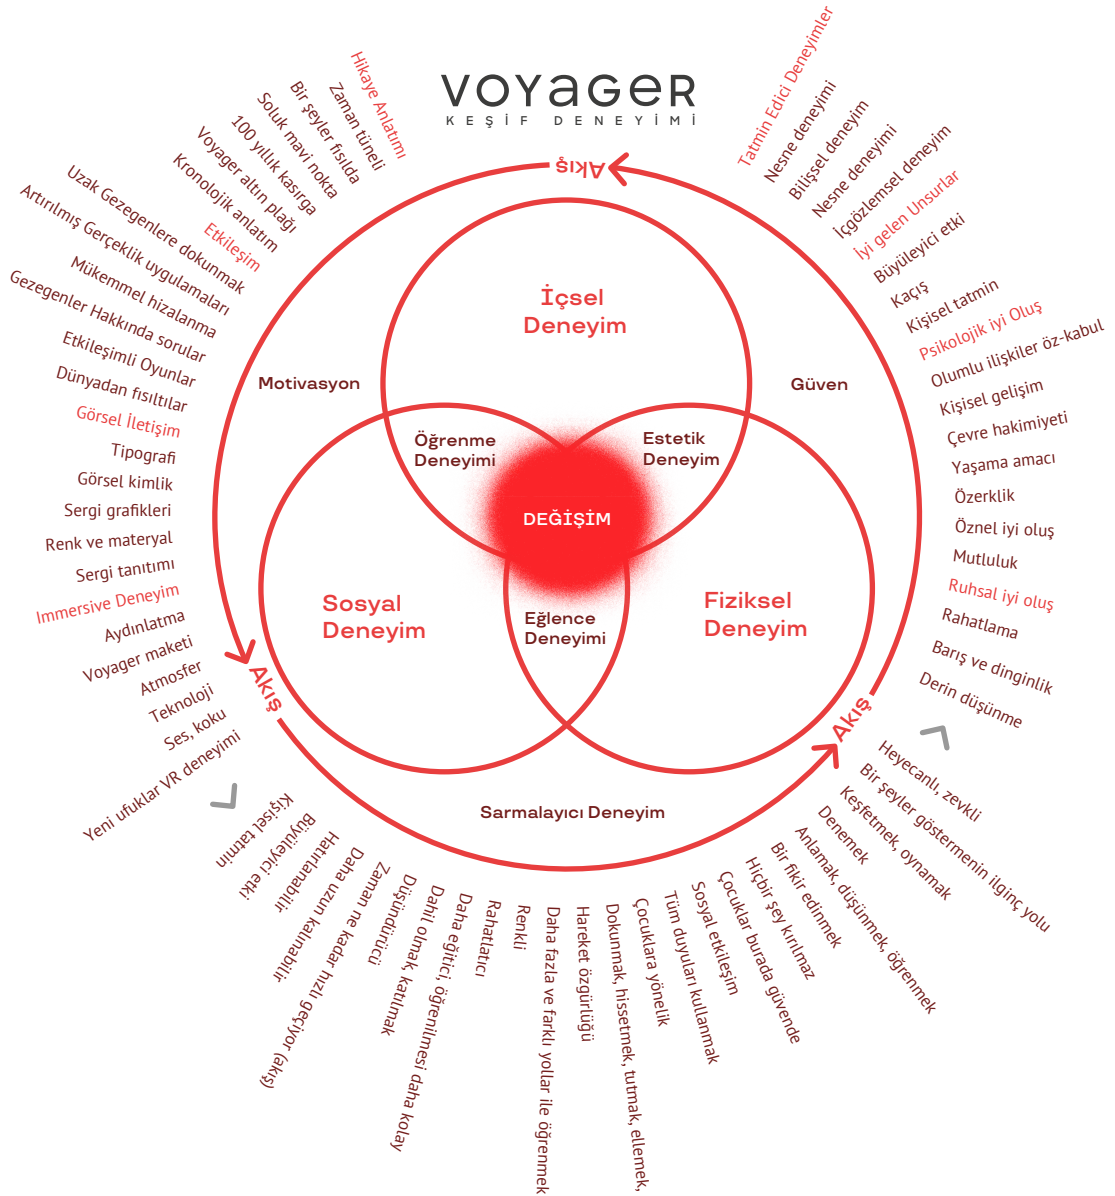 VOYAGER
KEŞİF DENEYİMİ
Akış
İçsel
Deneyim
Motivasyon
Güven
Öğrenme
Deneyimi
Estetik
Deneyim
DEĞİŞİM
Sosyal
Deneyim
Fiziksel
Deneyim
Eğlence
Deneyimi
Akış
Akış
Sarmalayıcı Deneyim
Tatmin Edici Deneyimler
Nesne deneyimi
Bilişsel deneyim
Nesne deneyimi
İçgözlemsel deneyim
İyi gelen Unsurlar
Büyüleyici etki
Kaçış
Kişisel tatmin
Psikolojik iyi Oluş
Olumlu ilişkiler öz-kabul
Kişisel gelişim
Çevre hakimiyeti
Yaşama amacı
Özerklik
Öznel iyi oluş
Mutluluk
Ruhsal iyi oluş
Rahatlama
Barış ve dinginlik
Derin düşünme
Heyecanlı, zevkli
Bir şeyler göstermenin ilginç yolu
Keşfetmek, oynamak
Denemek
Anlamak, düşünmek, öğrenmek
Bir fikir edinmek
Hiçbir şey kırılmaz
Çocuklar burada güvende
Sosyal etkileşim
Tüm duyuları kullanmak
Çocuklara yönelik
Dokunmak, hissetmek, tutmak, ellemek,
Hareket özgürlüğü
Daha fazla ve farklı yollar ile öğrenmek
Renkli
Rahatlatıcı
Daha eğitici, öğrenilmesi daha kolay
Dahil olmak, katılmak
Düşündürücü
Zaman ne kadar hızlı geçiyor (akış)
Daha uzun kalınabilir
Hatırlanabilir
Büyüleyici etki
Kişisel tatmin
Yeni ufuklar VR deneyimi
Ses, koku
Teknoloji
Atmosfer
Voyager maketi
Aydınlatma
Immersive Deneyim
Sergi tanıtımı
Renk ve materyal
Sergi grafikleri
Görsel kimlik
Tipografi
Görsel İletişim
Dünyadan fısıltılar
Etkileşimli Oyunlar
Gezegenler Hakkında sorular
Mükemmel hizalanma
Artırılmış Gerçeklik uygulamaları
Uzak Gezegenlere dokunmak
Etkileşim
Kronolojik anlatım
Voyager altın plağı
100 yıllık kasırga
Soluk mavi nokta
Bir şeyler fısılda
Zaman tüneli
Hikaye Anlatımı